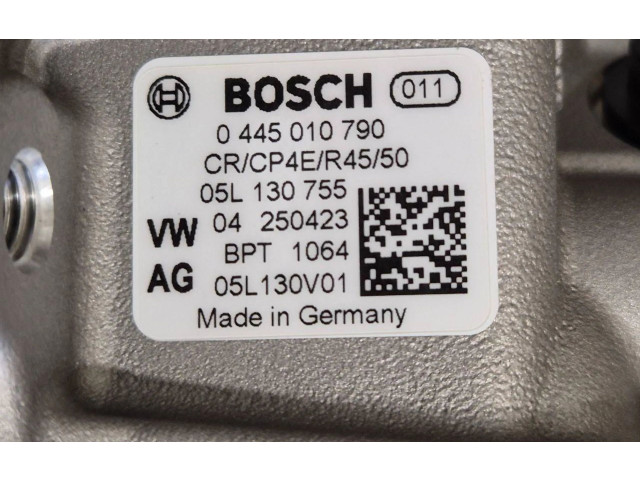 BOSCH 011
0 445 010 790
CR/CP4E/R45/50
05L 130 755
VW 04 250423
BPT 1064
AG 05L130V01
Made in Germany